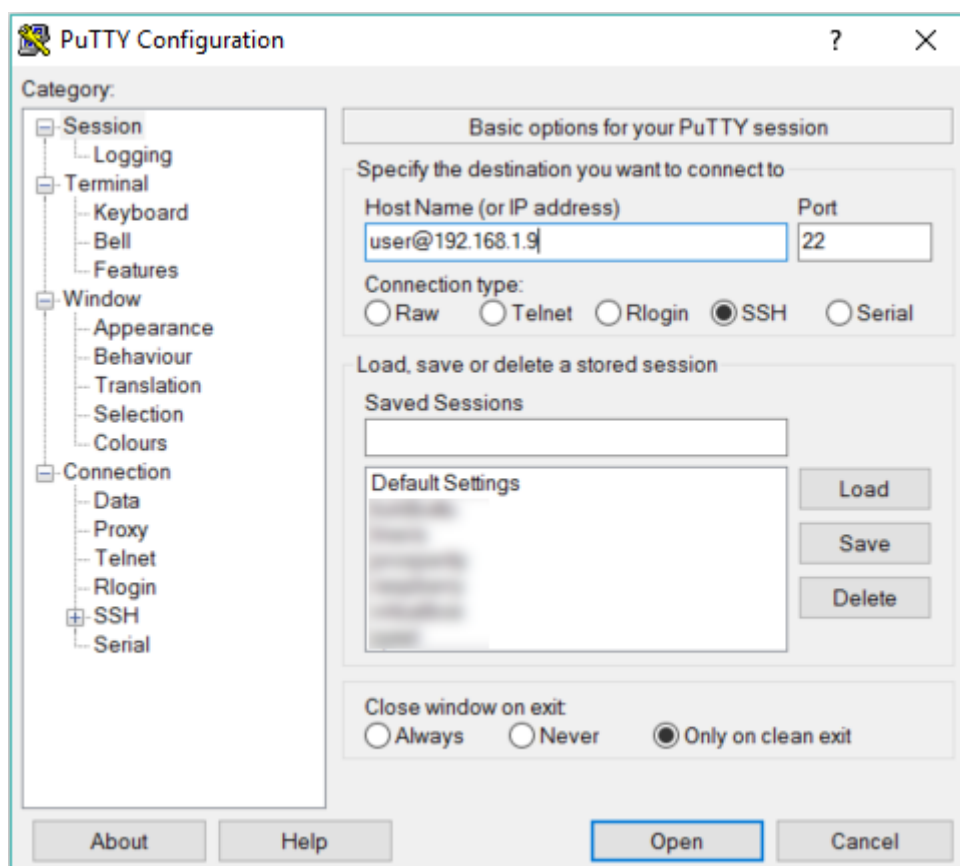 PuTTY Configuration
?
Category:
Session
Logging
Terminal
Keyboard
Bell
Features
Window
Appearance
Behaviour
Translation
Selection
Colours
Connection
Data
Proxy
Telnet
Rlogin
SSH
Serial
Basic options for your PuTTY session
Specify the destination you want to connect to
Host Name (or IP address) Port
user@192.168.1.9 22
Connection type:
Raw Telnet Rlogin SSH Serial
Load, save or delete a stored session
Saved Sessions
Default Settings
Load
Save
Delete
Close window on exit:
Always Never Only on clean exit
About Help Open Cancel